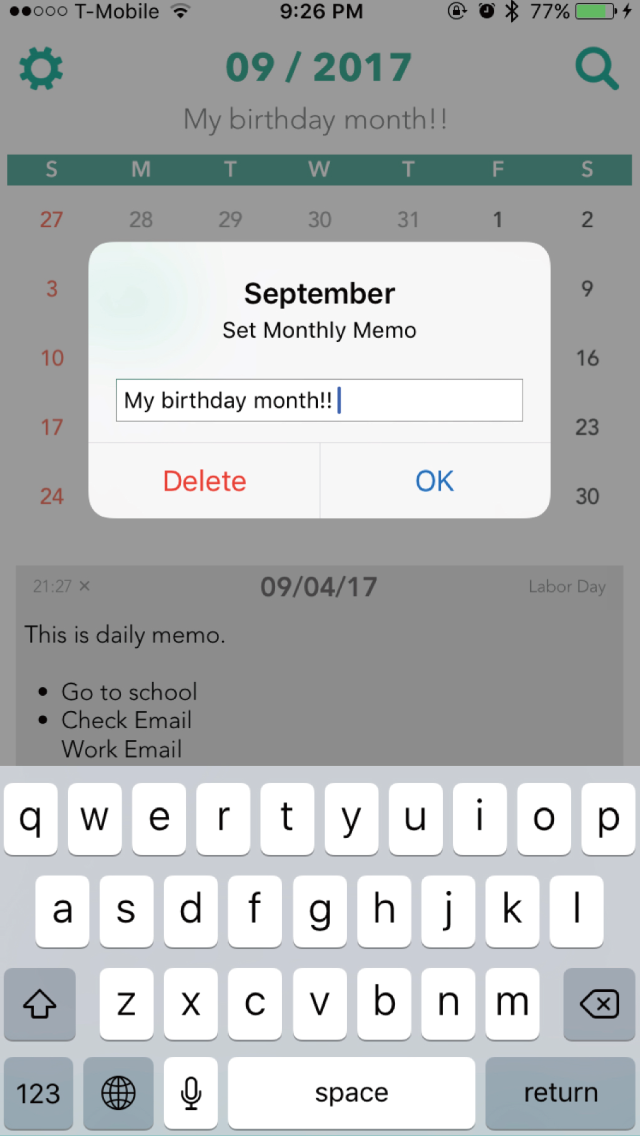 T-Mobile 9:26 PM 77%
09 / 2017
My birthday month!!
S M T W T F S
27 28 29 30 31 1 2
3 9
10 16
17 23
24 30
September
Set Monthly Memo
My birthday month!!
Delete OK
21:27 × 09/04/17 Labor Day
This is daily memo.
• Go to school
• Check Email
Work Email
q w e r t y u i o p
a s d f g h j k l
z x c v b n m
123 space return